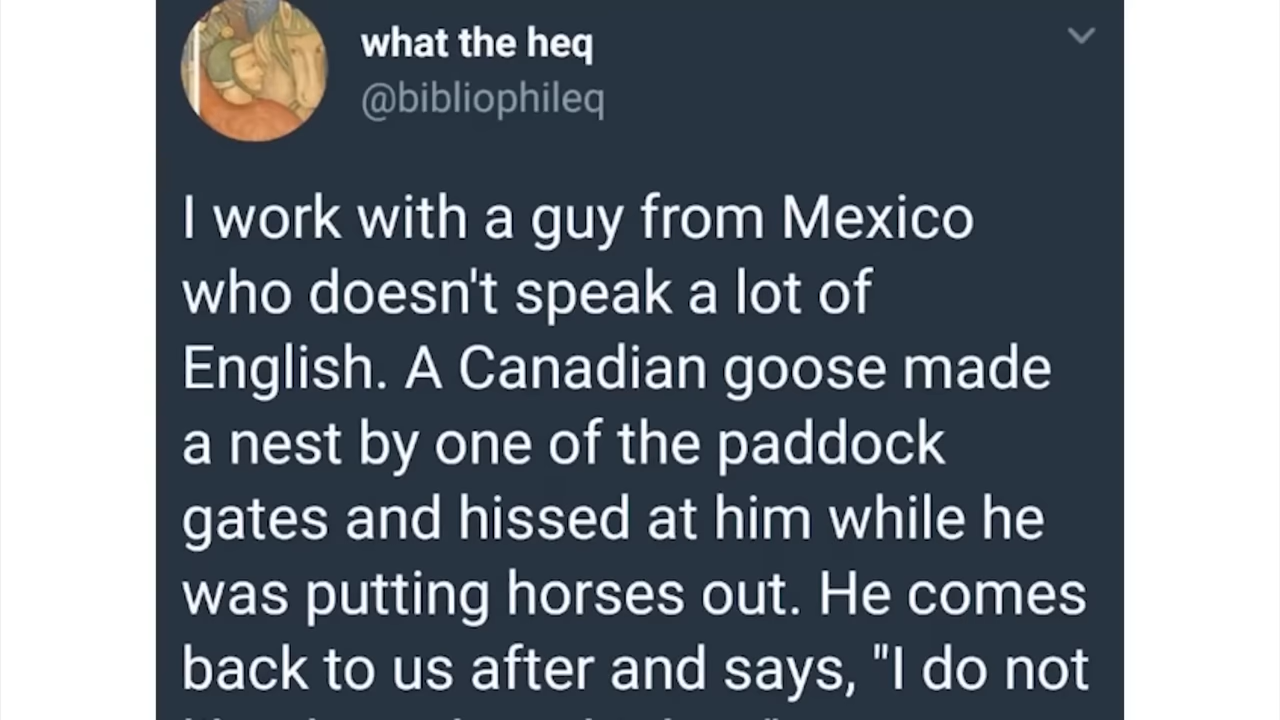 what the heq
@bibliophileq
I work with a guy from Mexico
who doesn't speak a lot of
English. A Canadian goose made
a nest by one of the paddock
gates and hissed at him while he
was putting horses out. He comes
back to us after and says, "I do not